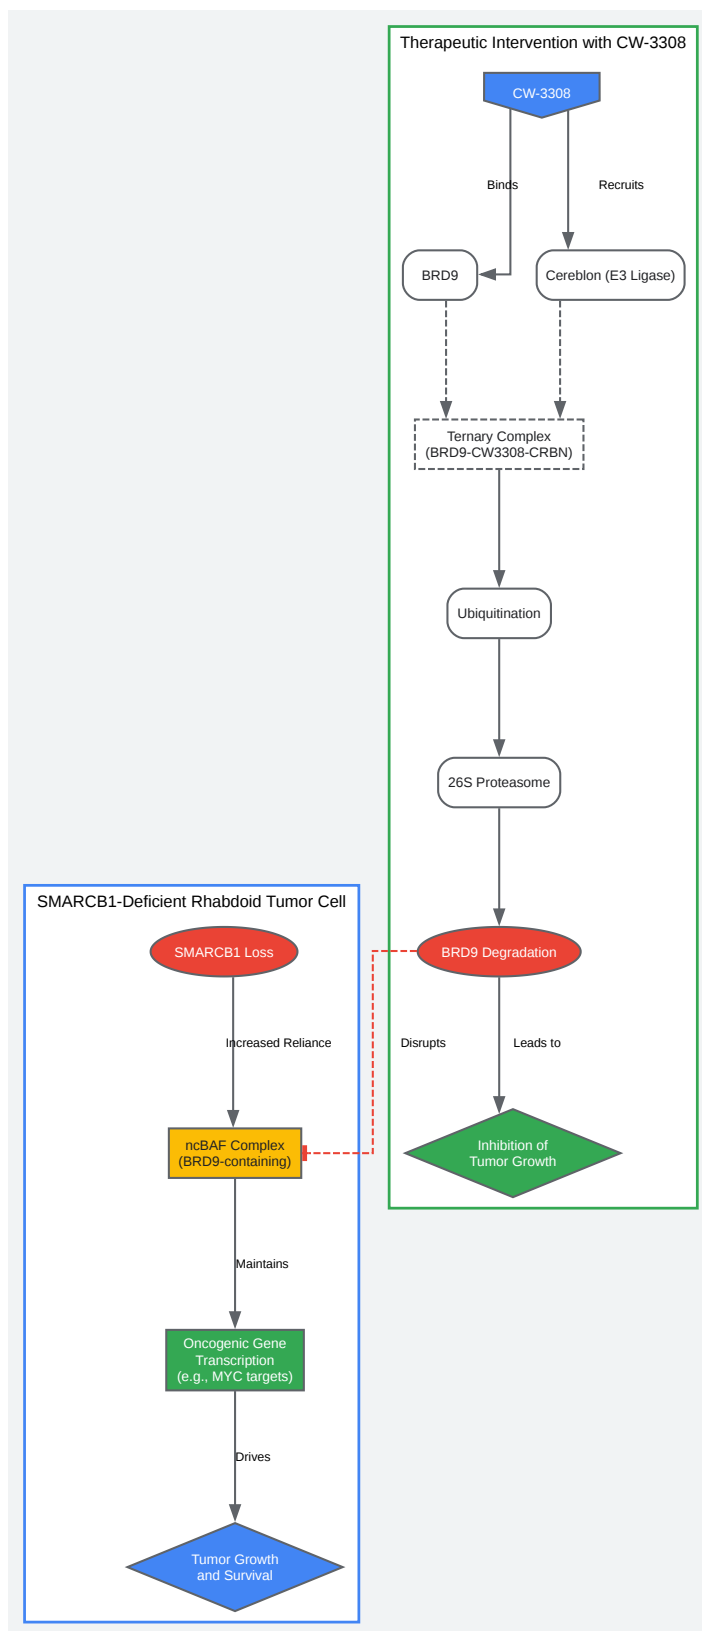 Therapeutic Intervention with CW-3308
CW-3308
Binds
Recruits
BRD9
Cereblon (E3 Ligase)
Ternary Complex
(BRD9-CW3308-CRBN)
Ubiquitination
26S Proteasome
SMARCB1-Deficient Rhabdoid Tumor Cell
SMARCB1 Loss
BRD9 Degradation
Increased Reliance
Disrupts
Leads to
ncBAF Complex
(BRD9-containing)
Inhibition of
Tumor Growth
Maintains
Oncogenic Gene
Transcription
(e.g., MYC targets)
Drives
Tumor Growth
and Survival